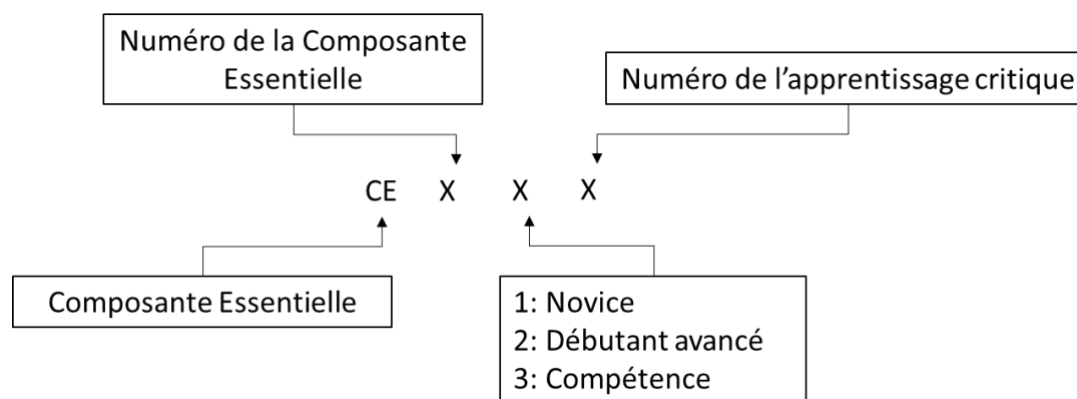 Numéro de la Composante
Essentielle
Numéro de l’apprentissage critique
CE X X X
Composante Essentielle
1: Novice
2: Débutant avancé
3: Compétence